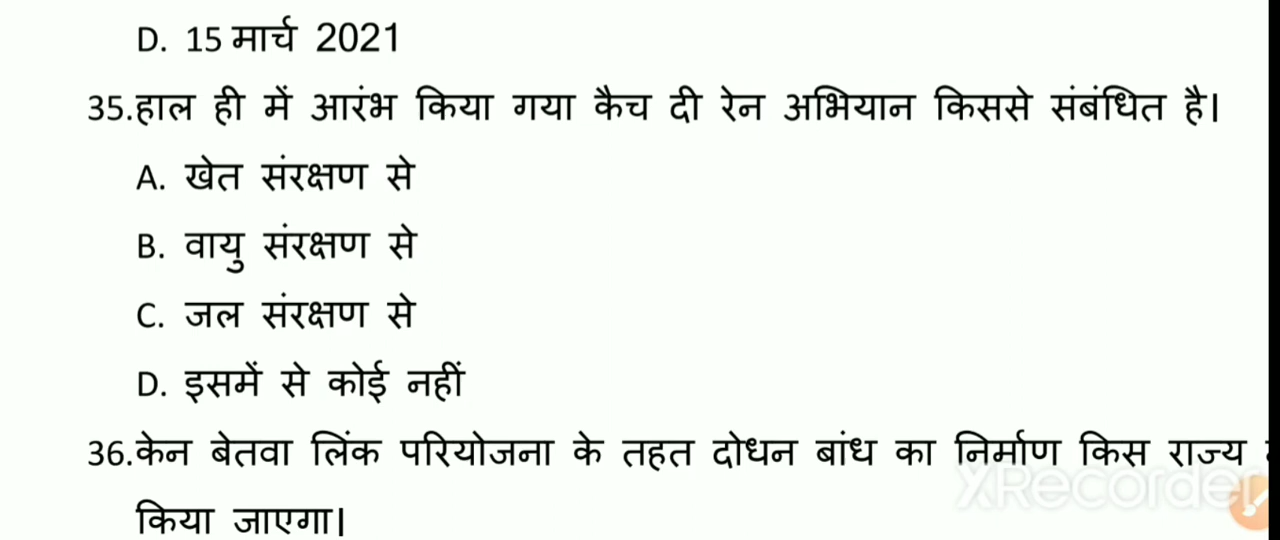 D. 15 मार्च 2021
35.हाल ही में आरंभ किया गया कैच दी रेन अभियान किससे संबंधित है।
A. खेत संरक्षण से
B. वायु संरक्षण से
C. जल संरक्षण से
D. इसमें से कोई नहीं
36.केन बेतवा लिंक परियोजना के तहत दोधन बांध का निर्माण किस राज्य
XRecorder
किया जाएगा।